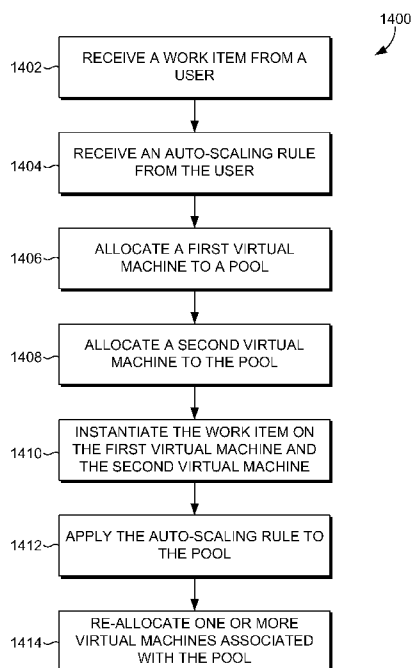 1400
1402
RECEIVE A WORK ITEM FROM A
USER
1404
RECEIVE AN AUTO-SCALING RULE
FROM THE USER
1406
ALLOCATE A FIRST VIRTUAL
MACHINE TO A POOL
1408
ALLOCATE A SECOND VIRTUAL
MACHINE TO THE POOL
1410
INSTANTIATE THE WORK ITEM ON
THE FIRST VIRTUAL MACHINE AND
THE SECOND VIRTUAL MACHINE
1412
APPLY THE AUTO-SCALING RULE TO
THE POOL
1414
RE-ALLOCATE ONE OR MORE
VIRTUAL MACHINES ASSOCIATED
WITH THE POOL